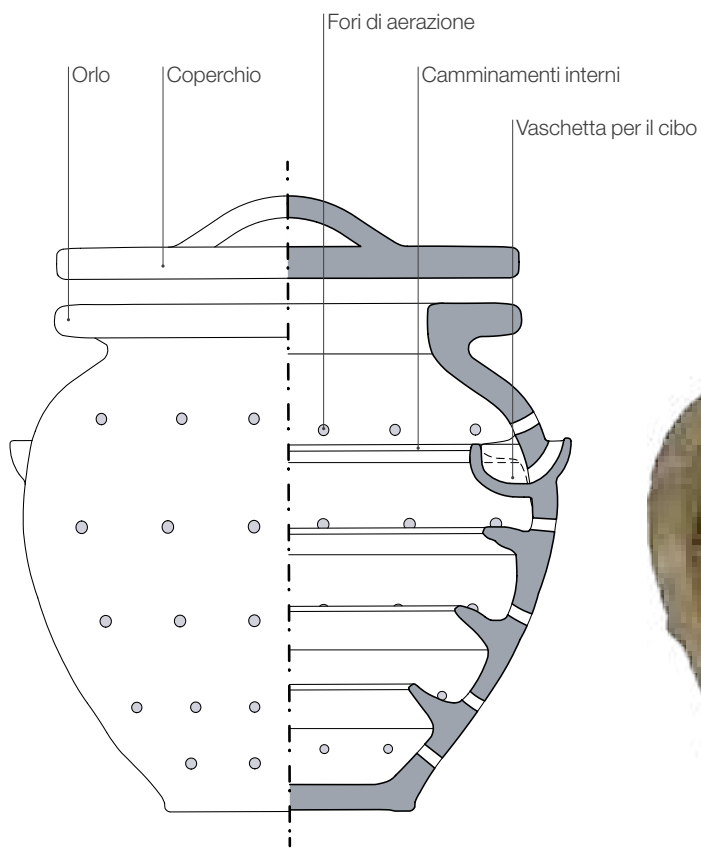 Fori di aerazione
Orlo
Coperchio
Camminamenti interni
Vaschetta per il cibo